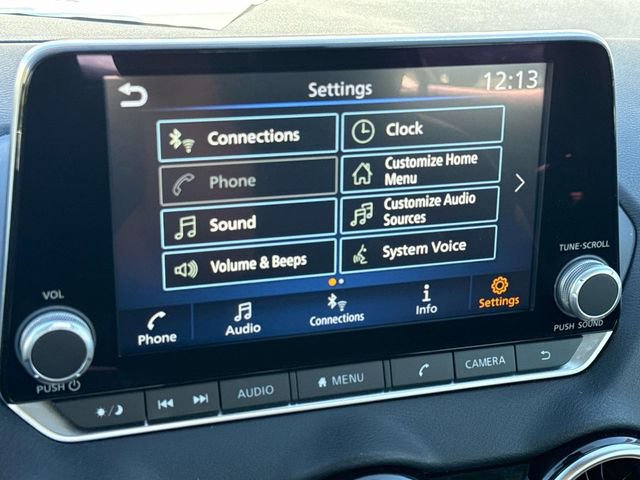 Settings
12:13
Connections
Clock
Phone
Customize Home
Menu
Sound
Customize Audio
Sources
Volume & Beeps
System Voice
Phone
Audio
Connections
Info
Settings
VOL
PUSH
TUNE·SCROLL
PUSH SOUND
AUDIO
MENU
CAMERA